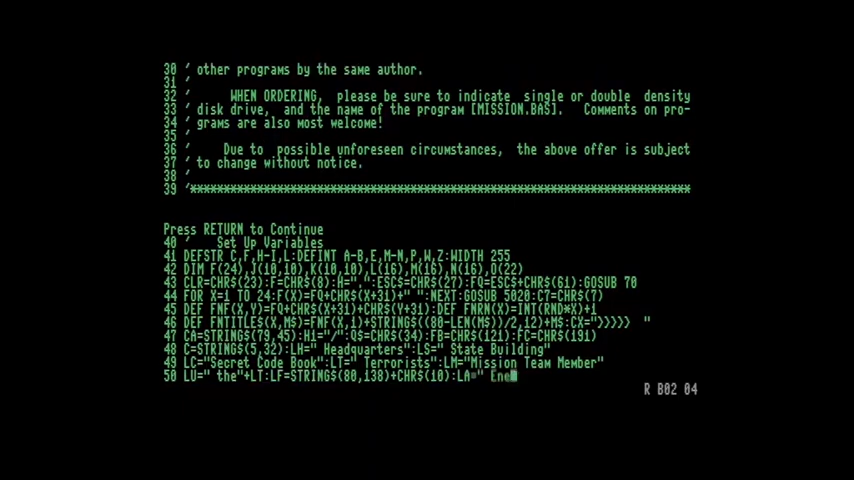 30 ' other programs by the same author.
31 '
32 '      WHEN ORDERING,  please be sure to indicate  single or double  density
33 ' disk drive,  and the name of the program [MISSION.BAS].   Comments on pro-
34 ' grams are also most welcome!
35 '
36 '     Due to  possible unforeseen circumstances,  the above offer is subject
37 ' to change without notice.
38 '
39 '***************************************************************************
Press RETURN to Continue
40 '    Set Up Variables
41 DEFSTR C,F,H-I,L:DEFINT A-B,E,M-N,P,W,Z:WIDTH 255
42 DIM F(24),J(10,10),K(10,10),L(16),M(16),N(16),O(22)
43 CLR=CHR$(23):F=CHR$(8):H=".":ESC$=CHR$(27):FQ=ESC$+CHR$(61):GOSUB 70
44 FOR X=1 TO 24:F(X)=FQ+CHR$(X+31)+" ":NEXT:GOSUB 5020:C7=CHR$(7)
45 DEF FNF(X,Y)=FQ+CHR$(X+31)+CHR$(Y+31):DEF FNRN(X)=INT(RND*X)+1
46 DEF FNTITLE$(X,M$)=FNF(X,1)+STRING$((80-LEN(M$))/2,12)+M$:CX=">>>>>  "
47 CA=STRING$(79,45):HI="/":Q$=CHR$(34):FB=CHR$(121):FC=CHR$(191)
48 C=STRING$(5,32):LH=" Headquarters":LS=" State Building"
49 LC="Secret Code Book":LT=" Terrorists":LM="Mission Team Member"
50 LU=" the"+LT:LF=STRING$(80,138)+CHR$(10):LA=" Ene
R B02 04